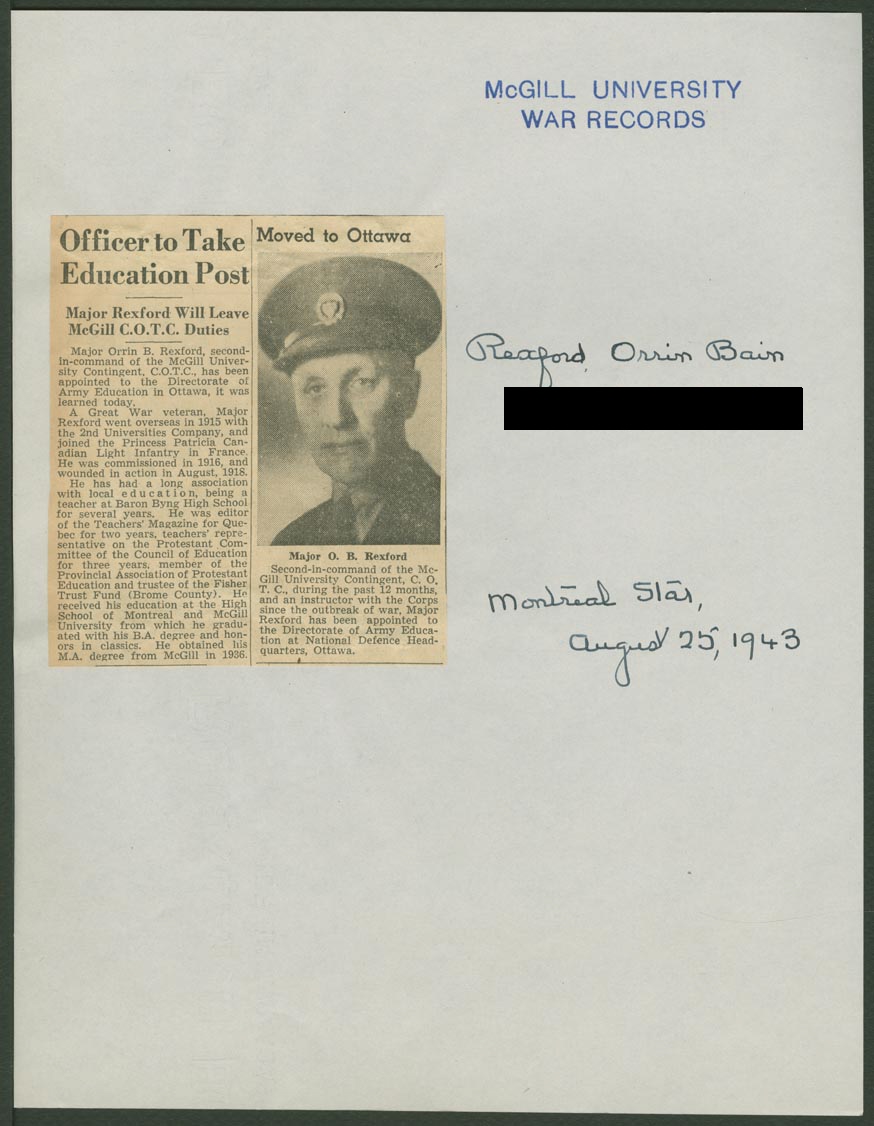 McGILL UNIVERSITY
WAR RECORDS
Officer to Take
Education Post
Major Rexford Will Leave
McGill C.O.T.C. Duties
Major Orrin B. Rexford, second-
in-command of the McGill Univer-
sity Contingent, C.O.T.C., has been
appointed to the Directorate of
Army Education in Ottawa, it was
learned today.
A Great War veteran, Major
Rexford went overseas in 1915 with
the 2nd Universities Company, and
joined the Princess Patricia Can-
adian Light Infantry in France.
He was commissioned in 1916, and
wounded in action in August, 1918.
He has had a long association
with local education, being a
teacher at Baron Byng High School
for several years. He was editor
of the Teachers' Magazine for Que-
bec for two years, teachers' repre-
sentative on the Protestant Com-
mittee of the Council of Education
for three years, member of the
Provincial Association of Protestant
Education and trustee of the Fisher
Trust Fund (Brome County). He
received his education at the High
School of Montreal and McGill
University from which he gradu-
ated with his B.A. degree and hon-
ors in classics. He obtained his
M.A. degree from McGill in 1936.
Moved to Ottawa
Major O. B. Rexford
Second-in-command of the Mc-
Gill University Contingent, C. O.
T. C., during the past 12 months,
and an instructor with the Corps
since the outbreak of war, Major
Rexford has been appointed to
the Directorate of Army Educa-
tion at National Defence Head-
quarters, Ottawa.
Rexford, Orrin Bain
Montreal Star,
August 25, 1943